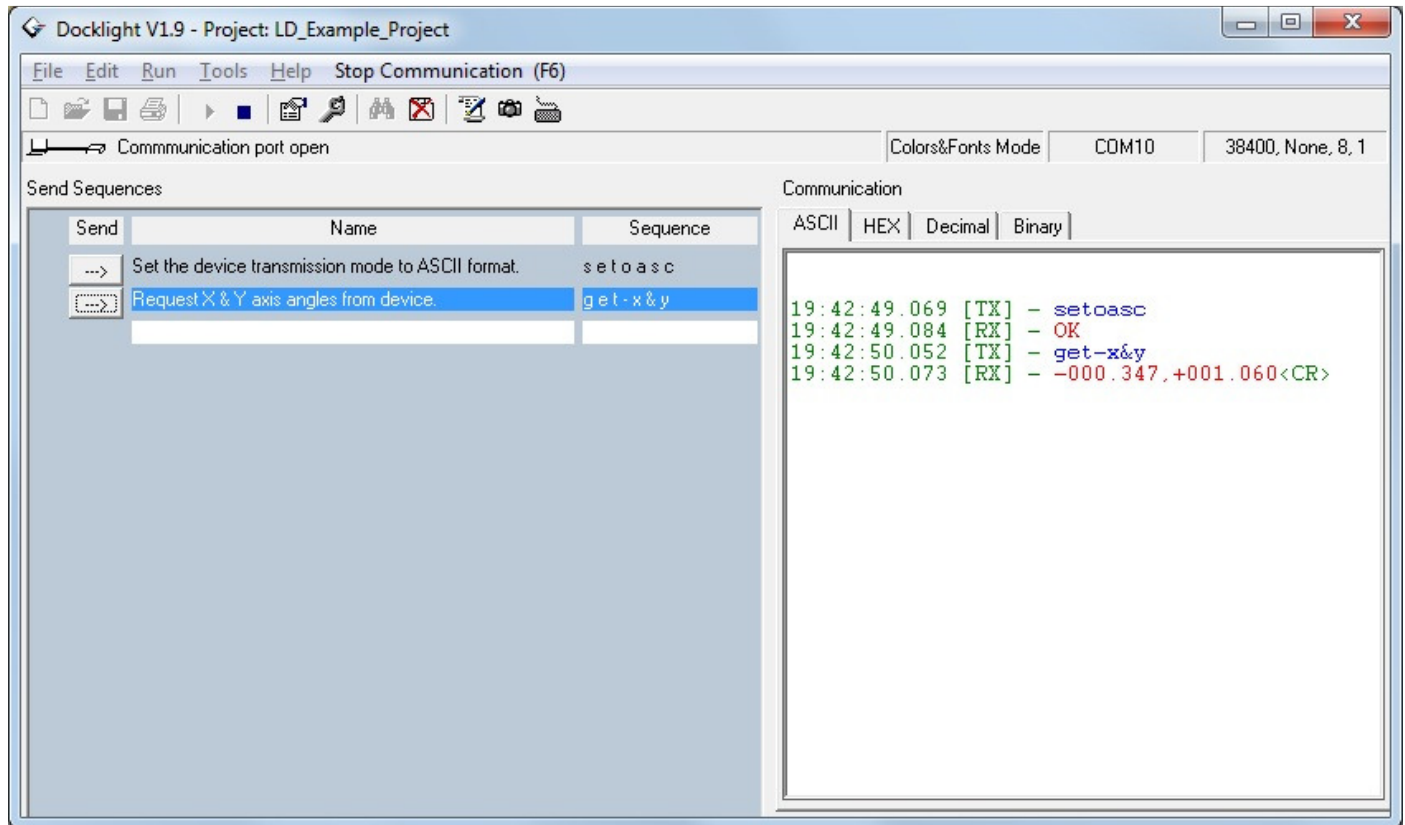 Docklight V1.9 - Project: LD_Example_Project
File Edit Run Tools Help Stop Communication (F6)
Commmunication port open Colors&Fonts Mode COM10 38400, None, 8, 1
Send Sequences
Send Name Sequence
---> Set the device transmission mode to ASCII format. setoasc
---> Request X & Y axis angles from device. get-x&y
Communication
ASCII HEX Decimal Binary
19:42:49.069 [TX] - setoasc
19:42:49.084 [RX] - OK
19:42:50.052 [TX] - get-x&y
19:42:50.073 [RX] - -000.347,+001.060<CR>